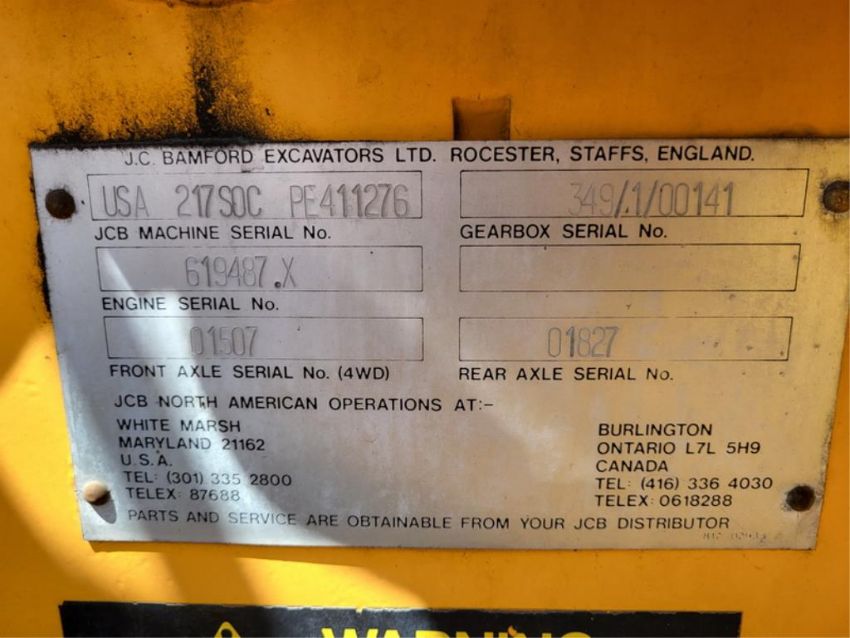 J.C. BAMFORD EXCAVATORS LTD. ROCESTER, STAFFS, ENGLAND.
USA 217SOC PE411276
349/1/00141
JCB MACHINE SERIAL No.
GEARBOX SERIAL No.
619487.X
ENGINE SERIAL No.
01507
01827
FRONT AXLE SERIAL No. (4WD)
REAR AXLE SERIAL No.
JCB NORTH AMERICAN OPERATIONS AT:-
WHITE MARSH
MARYLAND 21162
U.S.A.
TEL: (301) 335 2800
TELEX: 87688
BURLINGTON
ONTARIO L7L 5H9
CANADA
TEL: (416) 336 4030
TELEX: 0618288
PARTS AND SERVICE ARE OBTAINABLE FROM YOUR JCB DISTRIBUTOR
WARNING